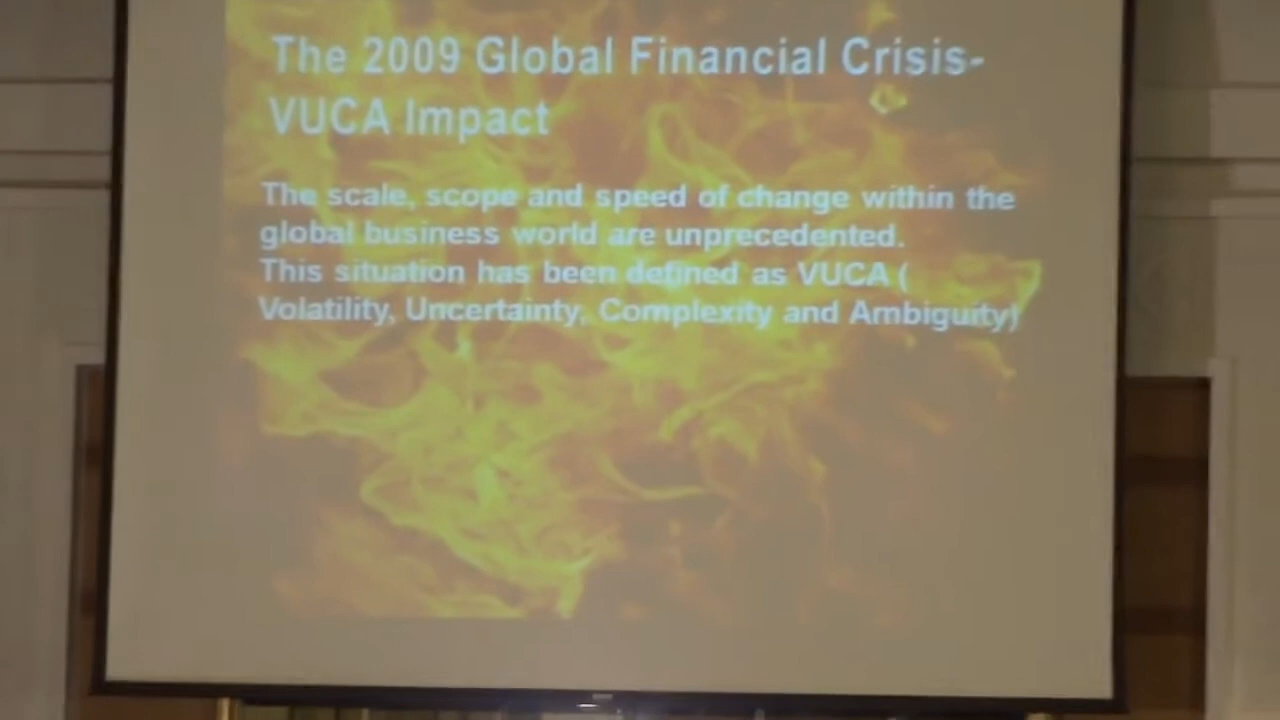 The 2009 Global Financial Crisis-
VUCA Impact
The scale, scope and speed of change within the
global business world are unprecedented.
This situation has been defined as VUCA (
Volatility, Uncertainty, Complexity and Ambiguity)